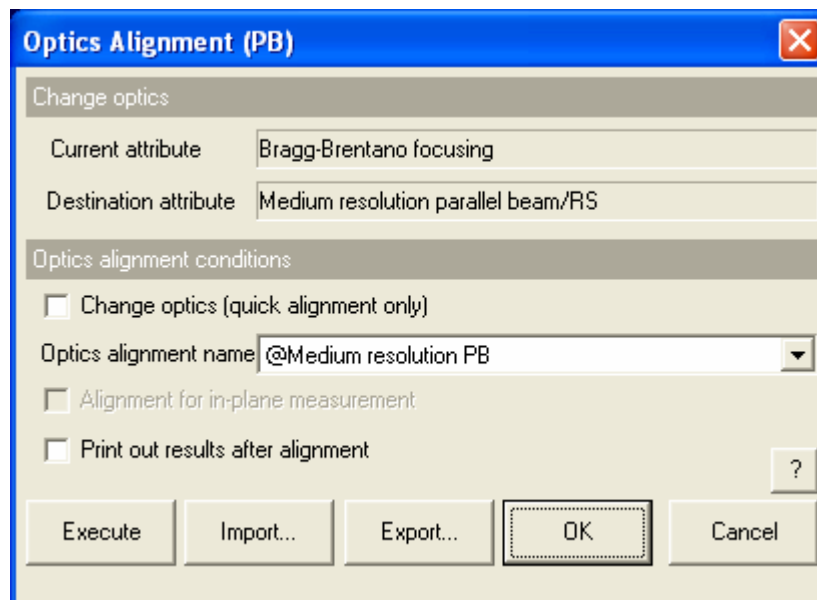 Optics Alignment (PB)
Change optics
Current attribute Bragg-Brentano focusing
Destination attribute Medium resolution parallel beam/RS
Optics alignment conditions
Change optics (quick alignment only)
Optics alignment name @Medium resolution PB
Alignment for in-plane measurement
Print out results after alignment
?
Execute Import... Export... OK Cancel